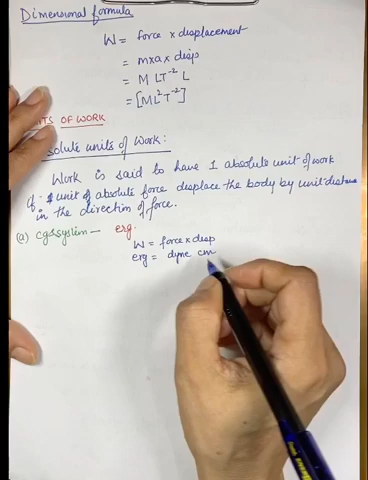 Dimensional formula
W = force × displacement
= m×a × disp
= M LT⁻² L
= [ML²T⁻²]
ITS OF WORK
solute units of Work:
Work is said to have 1 absolute unit of work
if unit of absolute force displace the body by unit distance
in the direction of force.
(a) cgs system — erg.
W = force × disp
erg = dyne cm